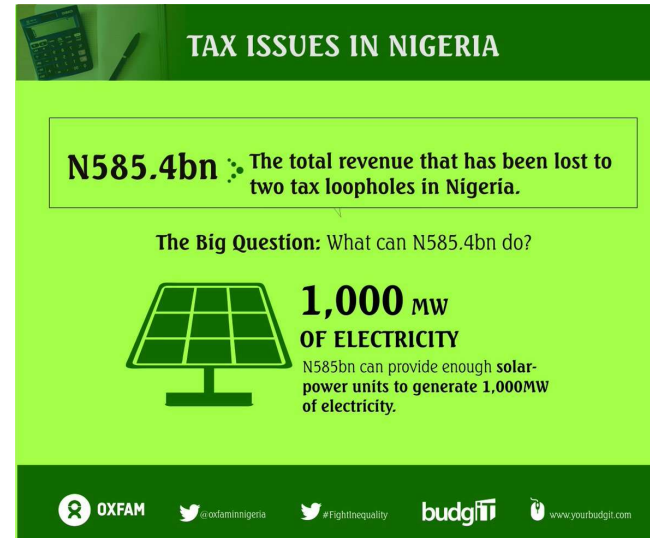 TAX ISSUES IN NIGERIA
N585.4bn
The total revenue that has been lost to
two tax loopholes in Nigeria.
The Big Question: What can N585.4bn do?
1,000 MW
OF ELECTRICITY
N585bn can provide enough solar-
power units to generate 1,000MW
of electricity.
OXFAM
@oxfaminnigeria
#FightInequality
budgIT
www.yourbudgit.com